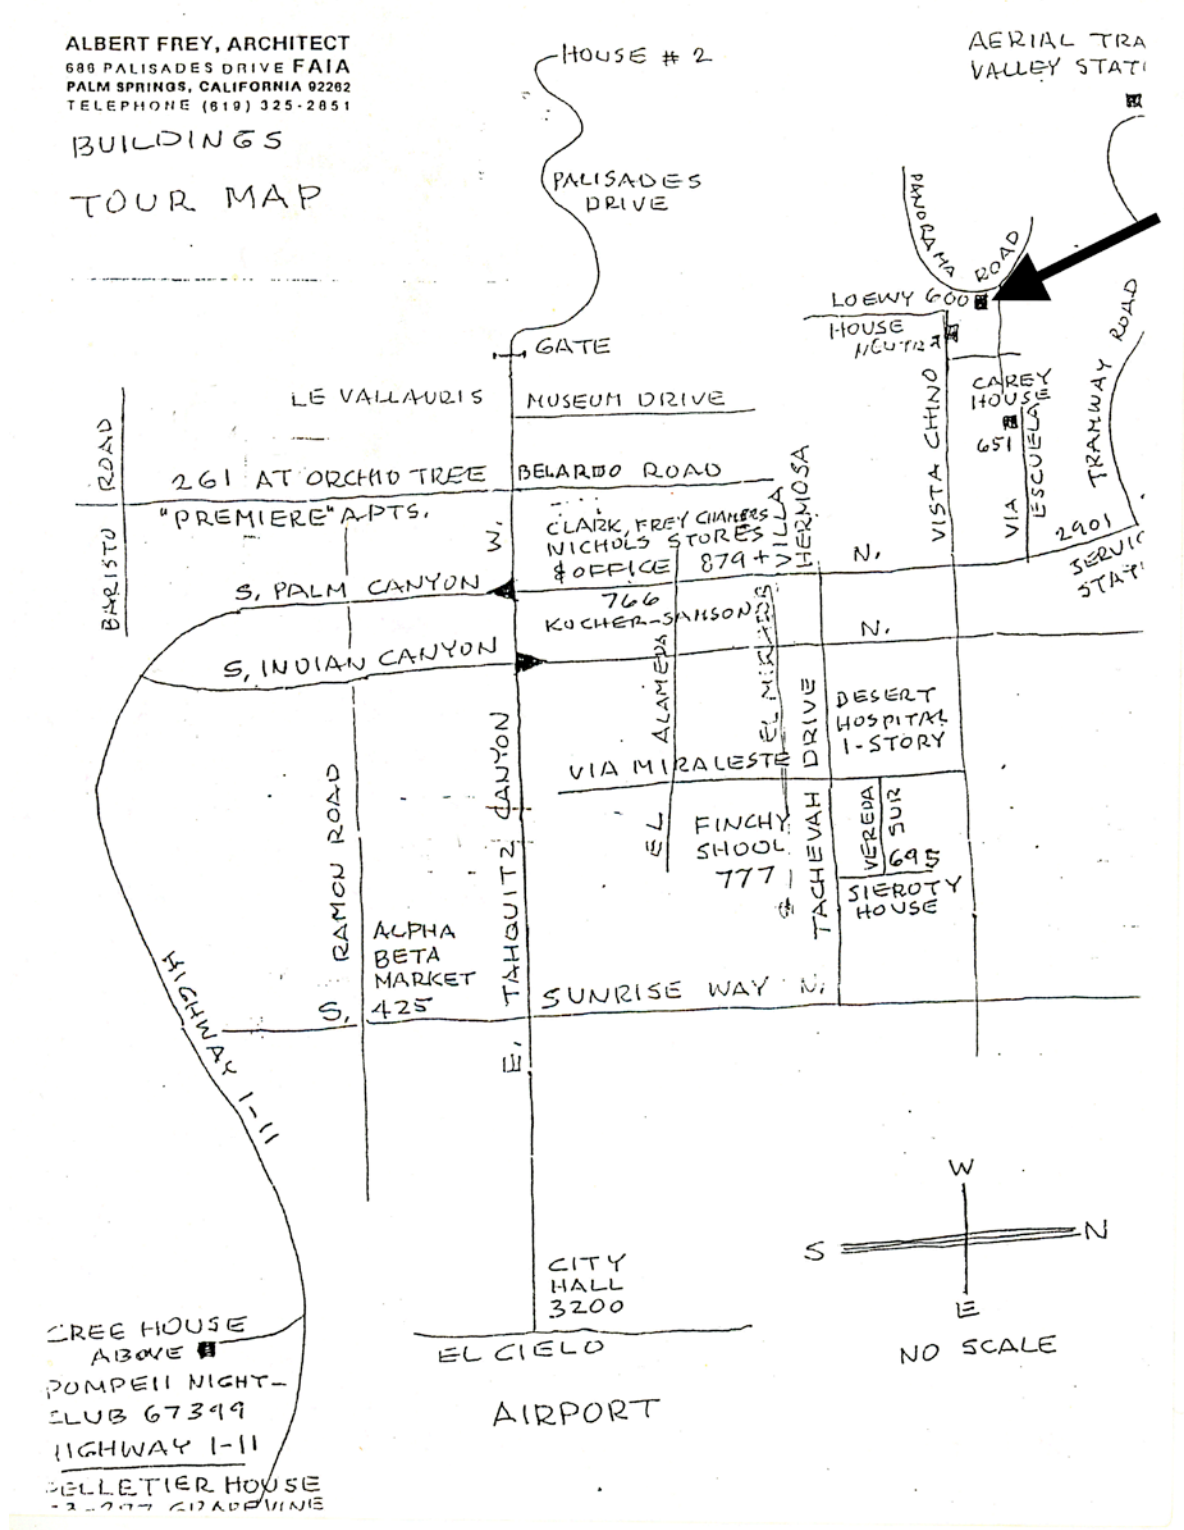 ALBERT FREY, ARCHITECT
686 PALISADES DRIVE FAIA
PALM SPRINGS, CALIFORNIA 92262
TELEPHONE (619) 325-2851
BUILDINGS
TOUR MAP
HOUSE # 2
PALISADES
DRIVE
AERIAL TRA
VALLEY STATI
PANORAMA ROAD
LOEWY 600
HOUSE
NEUTRA
GATE
LE VALLAURIS
MUSEUM DRIVE
VISTA CHINO
CAREY
HOUSE
651
VIA ESCUELA
TRAMWAY ROAD
BARISTO ROAD
261 AT ORCHID TREE
"PREMIERE" APTS.
BELARDO ROAD
W.
CLARK, FREY CHAMBERS
NICHOLS STORES
& OFFICE 879 +
VILLA
HERMOSA
N.
2901
SERVIC
STAT
S. PALM CANYON
766
KOCHER-SAMSON
S. INDIAN CANYON
N.
EL ALAMEDA
EL MIRADOR
TACHEVAH DRIVE
DESERT
HOSPITAL
1-STORY
VIA MIRALESTE
RAMON ROAD
E. TAHQUITZ CANYON
FINCHY
SHOOL
777
VEREDA
SUR
695
SIEROTY
HOUSE
ALPHA
BETA
MARKET
425
S.
SUNRISE WAY N.
HIGHWAY 1-11
CITY
HALL
3200
EL CIELO
AIRPORT
W
S
N
E
NO SCALE
CREE HOUSE
ABOVE
POMPEII NIGHT-
CLUB 67399
HIGHWAY 1-11
PELLETIER HOUSE
GRAPEVINE